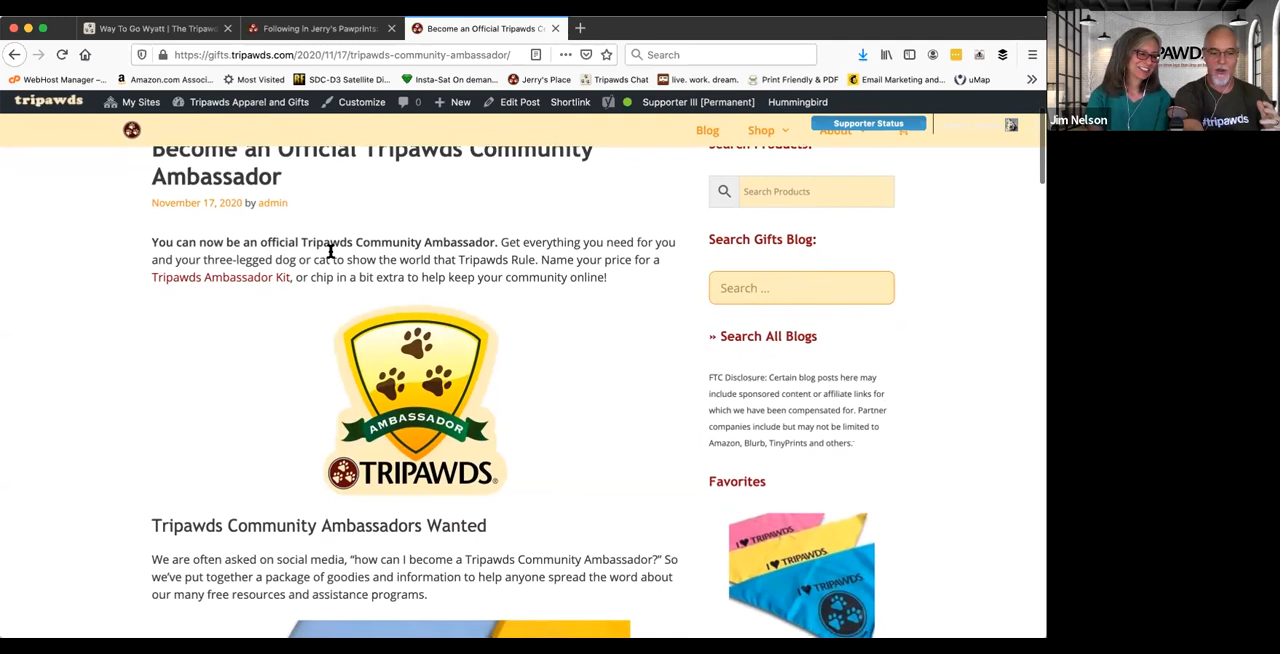 Way To Go Wyatt | The Tripawd
Following In Jerry's Pawprints:
Become an Official Tripawds C
https://gifts.tripawds.com/2020/11/17/tripawds-community-ambassador/
Search
WebHost Manager –...
Amazon.com Associ...
Most Visited
SDC-D3 Satellite Di...
Insta-Sat On deman...
Jerry's Place
Tripawds Chat
live. work. dream.
Print Friendly & PDF
Email Marketing and...
uMap
tripawds
My Sites
Tripawds Apparel and Gifts
Customize
0
New
Edit Post
Shortlink
Supporter III [Permanent]
Hummingbird
Blog
Shop
About
Supporter Status
Become an Official Tripawds Community
Ambassador
November 17, 2020 by admin
You can now be an official Tripawds Community Ambassador. Get everything you need for you
and your three-legged dog or cat to show the world that Tripawds Rule. Name your price for a
Tripawds Ambassador Kit, or chip in a bit extra to help keep your community online!
AMBASSADOR
TRIPAWDS
Tripawds Community Ambassadors Wanted
We are often asked on social media, "how can I become a Tripawds Community Ambassador?" So
we've put together a package of goodies and information to help anyone spread the word about
our many free resources and assistance programs.
Search Products:
Search Products
Search Gifts Blog:
Search ...
» Search All Blogs
FTC Disclosure: Certain blog posts here may
include sponsored content or affiliate links for
which we have been compensated for. Partner
companies include but may not be limited to
Amazon, Blurb, TinyPrints and others.
Favorites
I ♥ TRIPAWDS
I ♥ TRIPAWDS
I ♥ TRIPAWDS
PAWDS
#tripawds
Jim Nelson